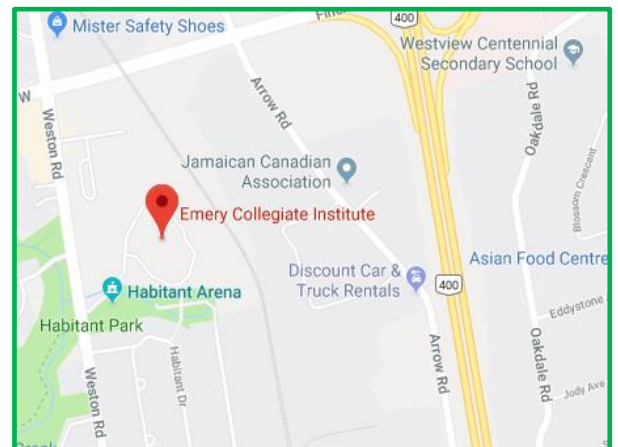 Mister Safety Shoes
400
Westview Centennial
Secondary School
W
Weston Rd
Arrow Rd
Oakdale Rd
Jamaican Canadian
Association
Blossom Crescent
Emery Collegiate Institute
Asian Food Centre
Discount Car &
Truck Rentals
400
Habitant Arena
Habitant Park
Eddystone
Habitant Dr
Weston Rd
Arrow Rd
Oakdale Rd
Jody Ave